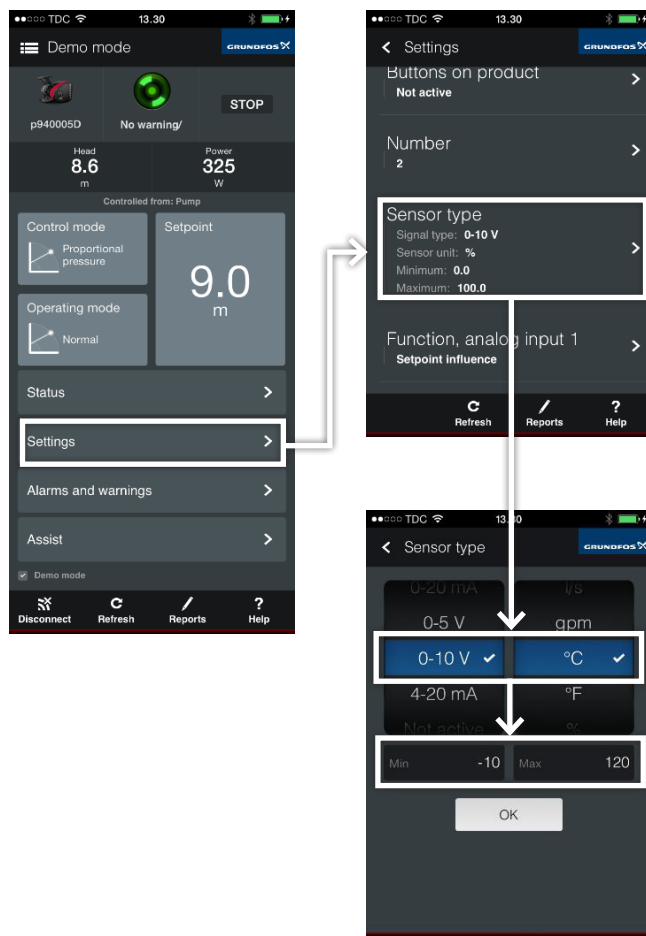 TDC 13.30
Demo mode GRUNDFOS
p940005D No warning/ STOP
Head Power
8.6 325
m W
Controlled from: Pump
Control mode
Proportional
pressure
Setpoint
9.0
m
Operating mode
Normal
Status
Settings
Alarms and warnings
Assist
Demo mode
Disconnect Refresh Reports Help
TDC 13.30
Settings GRUNDFOS
Buttons on product
Not active
Number
2
Sensor type
Signal type: 0-10 V
Sensor unit: %
Minimum: 0.0
Maximum: 100.0
Function, analog input 1
Setpoint influence
Refresh Reports Help
TDC 13.30
Sensor type GRUNDFOS
0-20 mA l/s
0-5 V gpm
0-10 V °C
4-20 mA °F
Not active %
Min -10 Max 120
OK